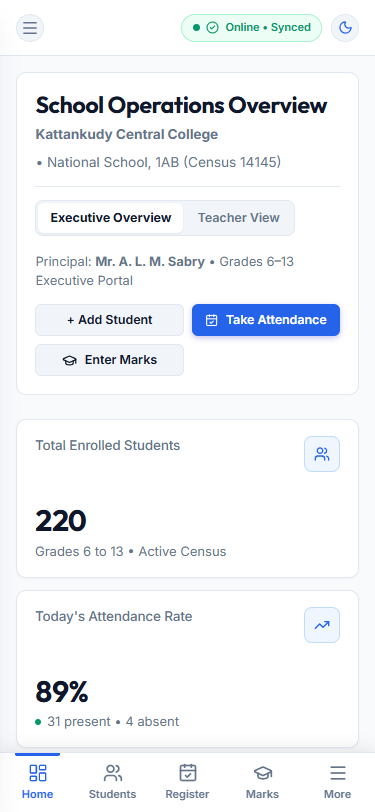 Online • Synced
School Operations Overview
Kattankudy Central College
• National School, 1AB (Census 14145)
Executive Overview
Teacher View
Principal: Mr. A. L. M. Sabry • Grades 6–13
Executive Portal
+ Add Student
Take Attendance
Enter Marks
Total Enrolled Students
220
Grades 6 to 13 • Active Census
Today's Attendance Rate
89%
31 present • 4 absent
Home
Students
Register
Marks
More